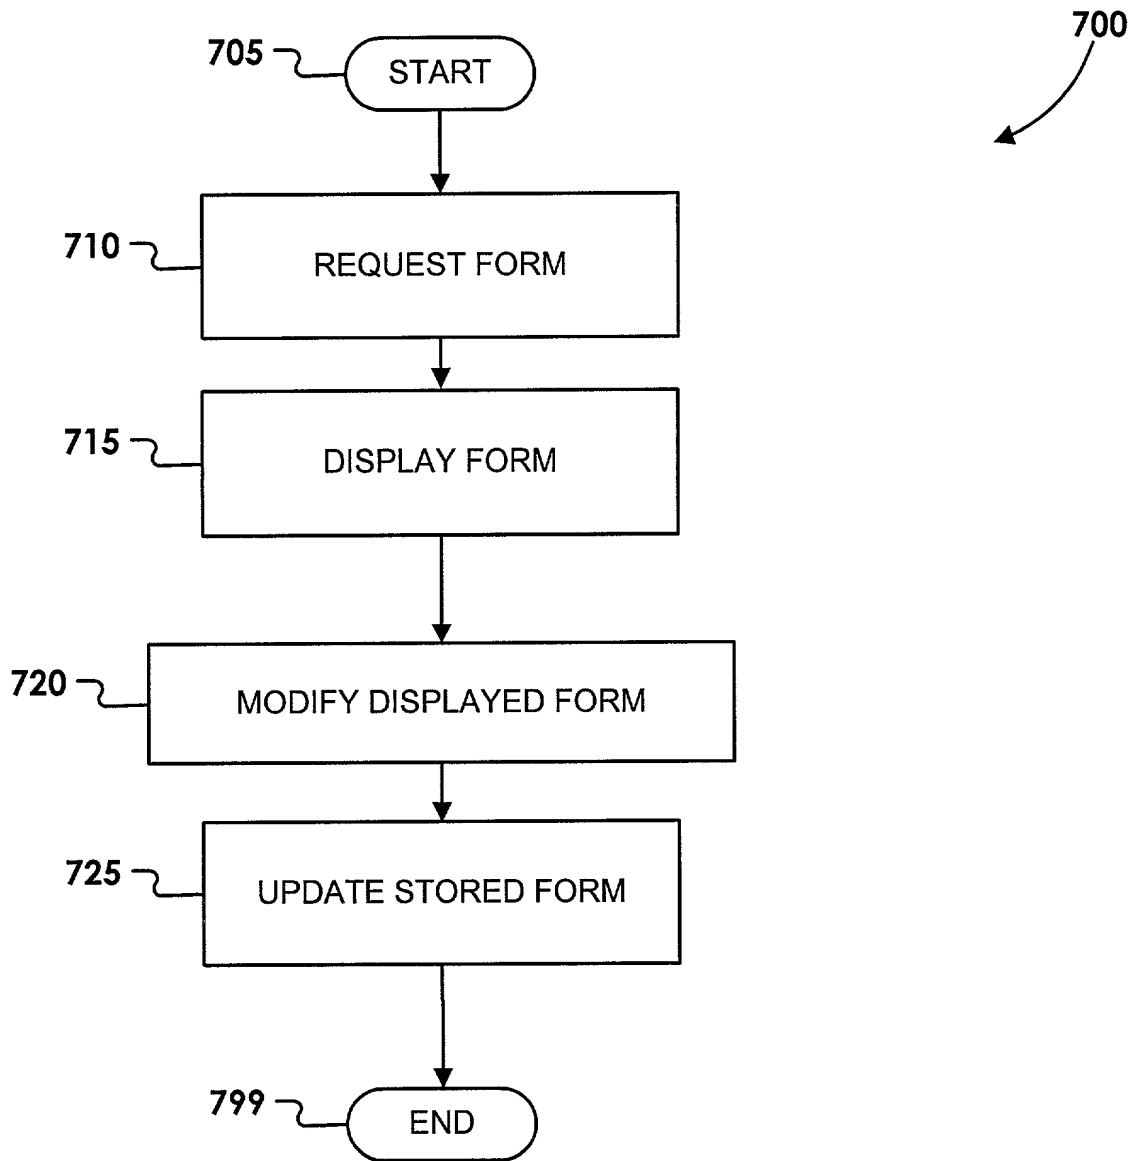 700
705 START
710 REQUEST FORM
715 DISPLAY FORM
720 MODIFY DISPLAYED FORM
725 UPDATE STORED FORM
799 END